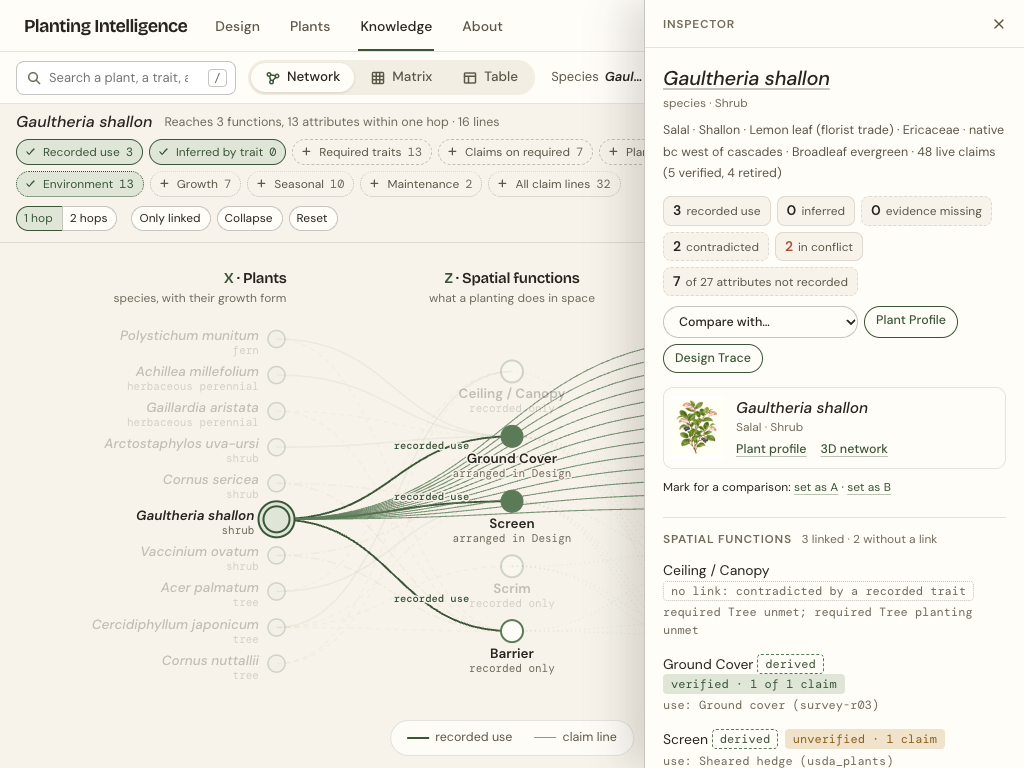 Planting Intelligence
Design
Plants
Knowledge
About
Search a plant, a trait, a
/
Network
Matrix
Table
Species Gaul…
Gaultheria shallon
Reaches 3 functions, 13 attributes within one hop · 16 lines
Recorded use 3
Inferred by trait 0
Required traits 13
Claims on required 7
Environment 13
Growth 7
Seasonal 10
Maintenance 2
All claim lines 32
1 hop
2 hops
Only linked
Collapse
Reset
X · Plants
species, with their growth form
Z · Spatial functions
what a planting does in space
Polystichum munitum
fern
Achillea millefolium
herbaceous perennial
Gaillardia aristata
herbaceous perennial
Arctostaphylos uva-ursi
shrub
Cornus sericea
shrub
Gaultheria shallon
shrub
Vaccinium ovatum
shrub
Acer palmatum
tree
Cercidiphyllum japonicum
tree
Cornus nuttallii
tree
Ceiling / Canopy
recorded only
recorded use
Ground Cover
arranged in Design
recorded use
Screen
arranged in Design
Scrim
recorded only
recorded use
Barrier
recorded only
recorded use
claim line
INSPECTOR
Gaultheria shallon
species · Shrub
Salal · Shallon · Lemon leaf (florist trade) · Ericaceae · native
bc west of cascades · Broadleaf evergreen · 48 live claims
(5 verified, 4 retired)
3 recorded use
0 inferred
0 evidence missing
2 contradicted
2 in conflict
7 of 27 attributes not recorded
Compare with…
Plant Profile
Design Trace
Gaultheria shallon
Salal · Shrub
Plant profile
3D network
Mark for a comparison: set as A · set as B
SPATIAL FUNCTIONS 3 linked · 2 without a link
Ceiling / Canopy
no link: contradicted by a recorded trait
required Tree unmet; required Tree planting
unmet
Ground Cover derived
verified · 1 of 1 claim
use: Ground cover (survey-r03)
Screen derived unverified · 1 claim
use: Sheared hedge (usda_plants)